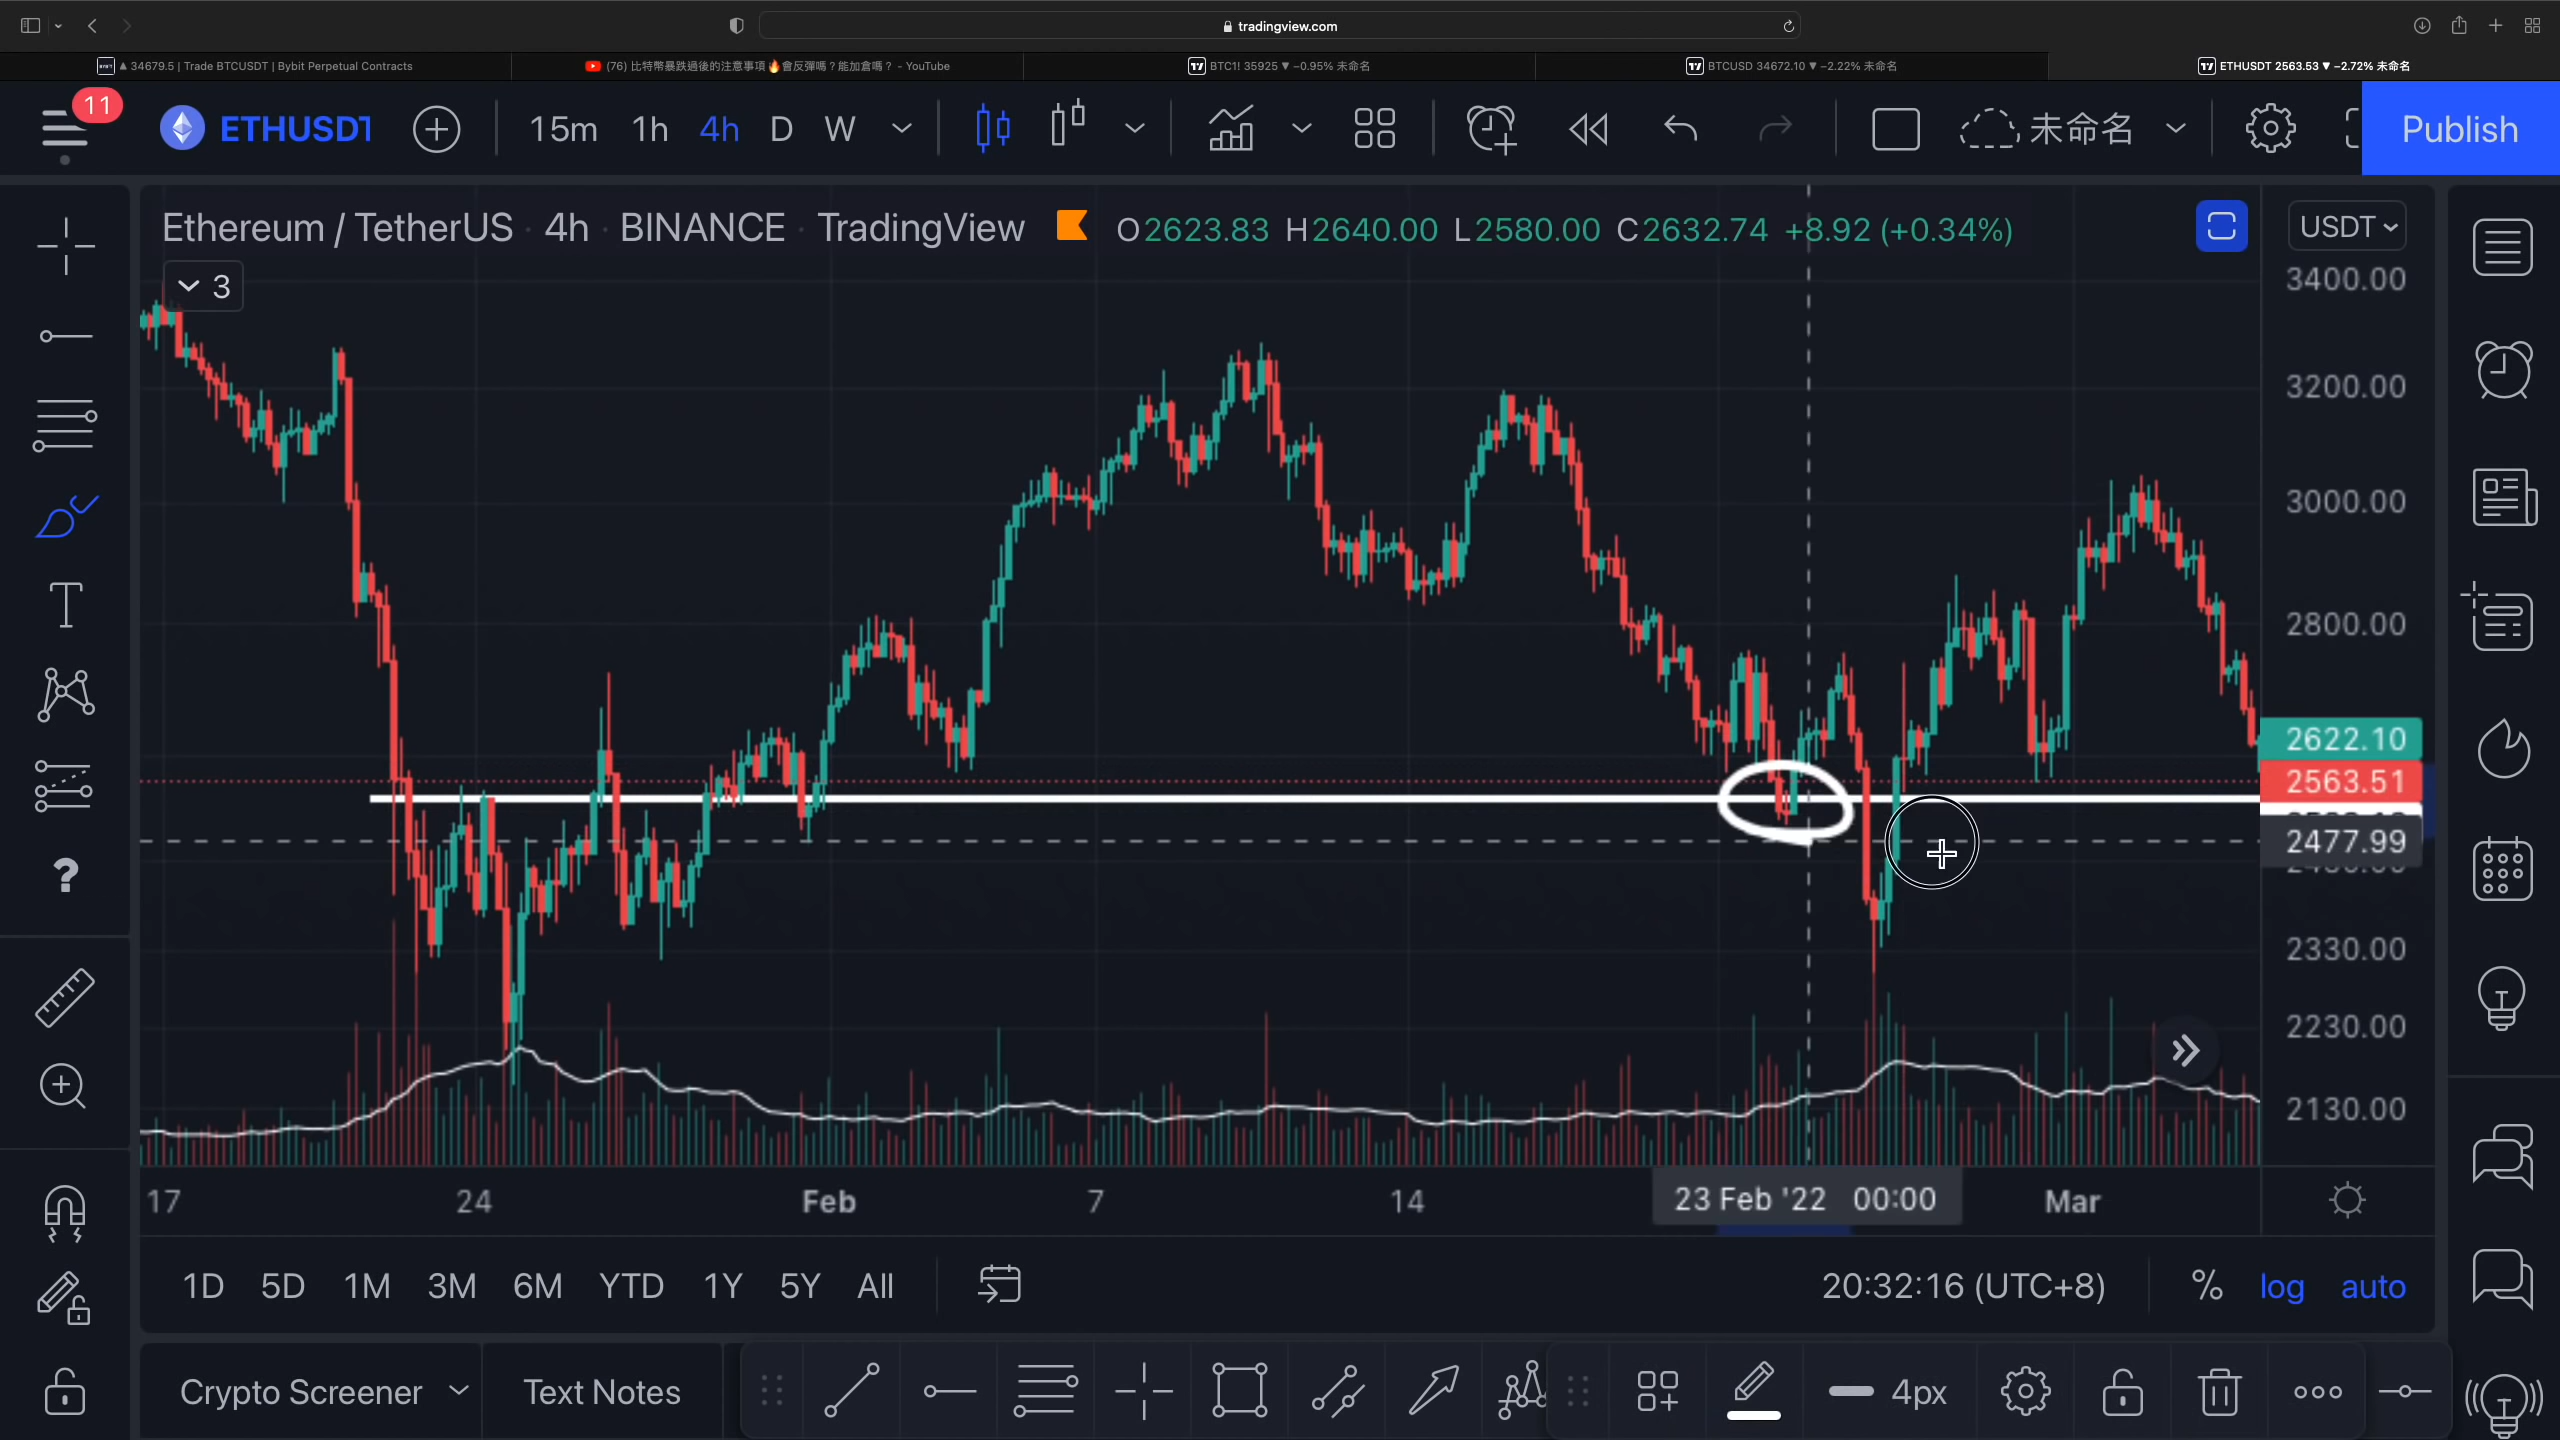 tradingview.com
▲ 34679.5 | Trade BTCUSDT | Bybit Perpetual Contracts
(76) 比特幣暴跌過後的注意事項🔥會反彈嗎？能加倉嗎？ - YouTube
BTC1! 35925 ▼ −0.95% 未命名
BTCUSD 34672.10 ▼ −2.22% 未命名
ETHUSDT 2563.53 ▼ −2.72% 未命名
11
ETHUSDT
15m 1h 4h D W
未命名
Publish
Ethereum / TetherUS · 4h · BINANCE · TradingView
O2623.83 H2640.00 L2580.00 C2632.74 +8.92 (+0.34%)
USDT
3
3400.00
3200.00
3000.00
2800.00
2622.10
2563.51
2477.99
2330.00
2230.00
2130.00
17 24 Feb 7 14 23 Feb '22 00:00 Mar
1D 5D 1M 3M 6M YTD 1Y 5Y All
20:32:16 (UTC+8) % log auto
Crypto Screener Text Notes 4px